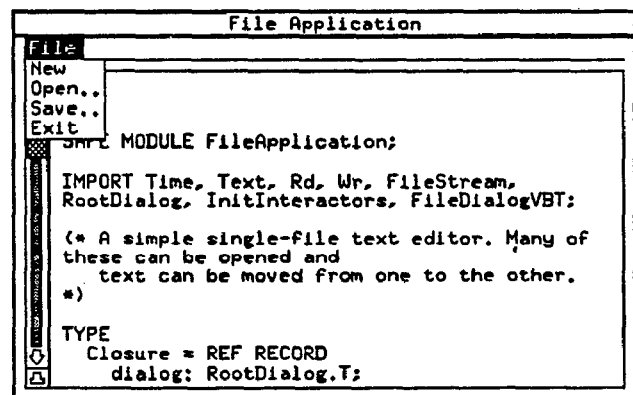 File Application
File
New
Open..
Save..
Exit
SAFE MODULE FileApplication;
IMPORT Time, Text, Rd, Wr, FileStream,
RootDialog, InitInteractors, FileDialogVBT;
(* A simple single-file text editor. Many of
these can be opened and
text can be moved from one to the other.
*)
TYPE
Closure = REF RECORD
dialog: RootDialog.T;